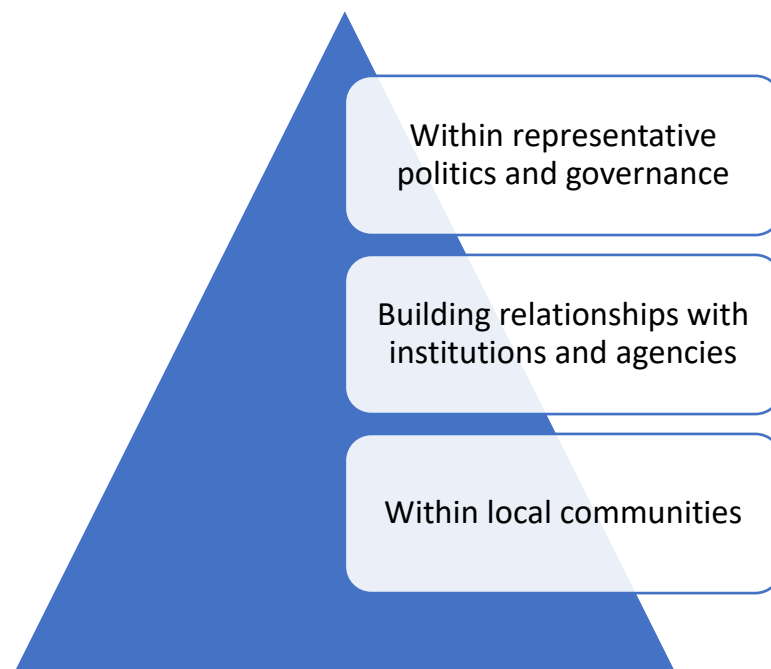 Within representative
politics and governance
Building relationships with
institutions and agencies
Within local communities